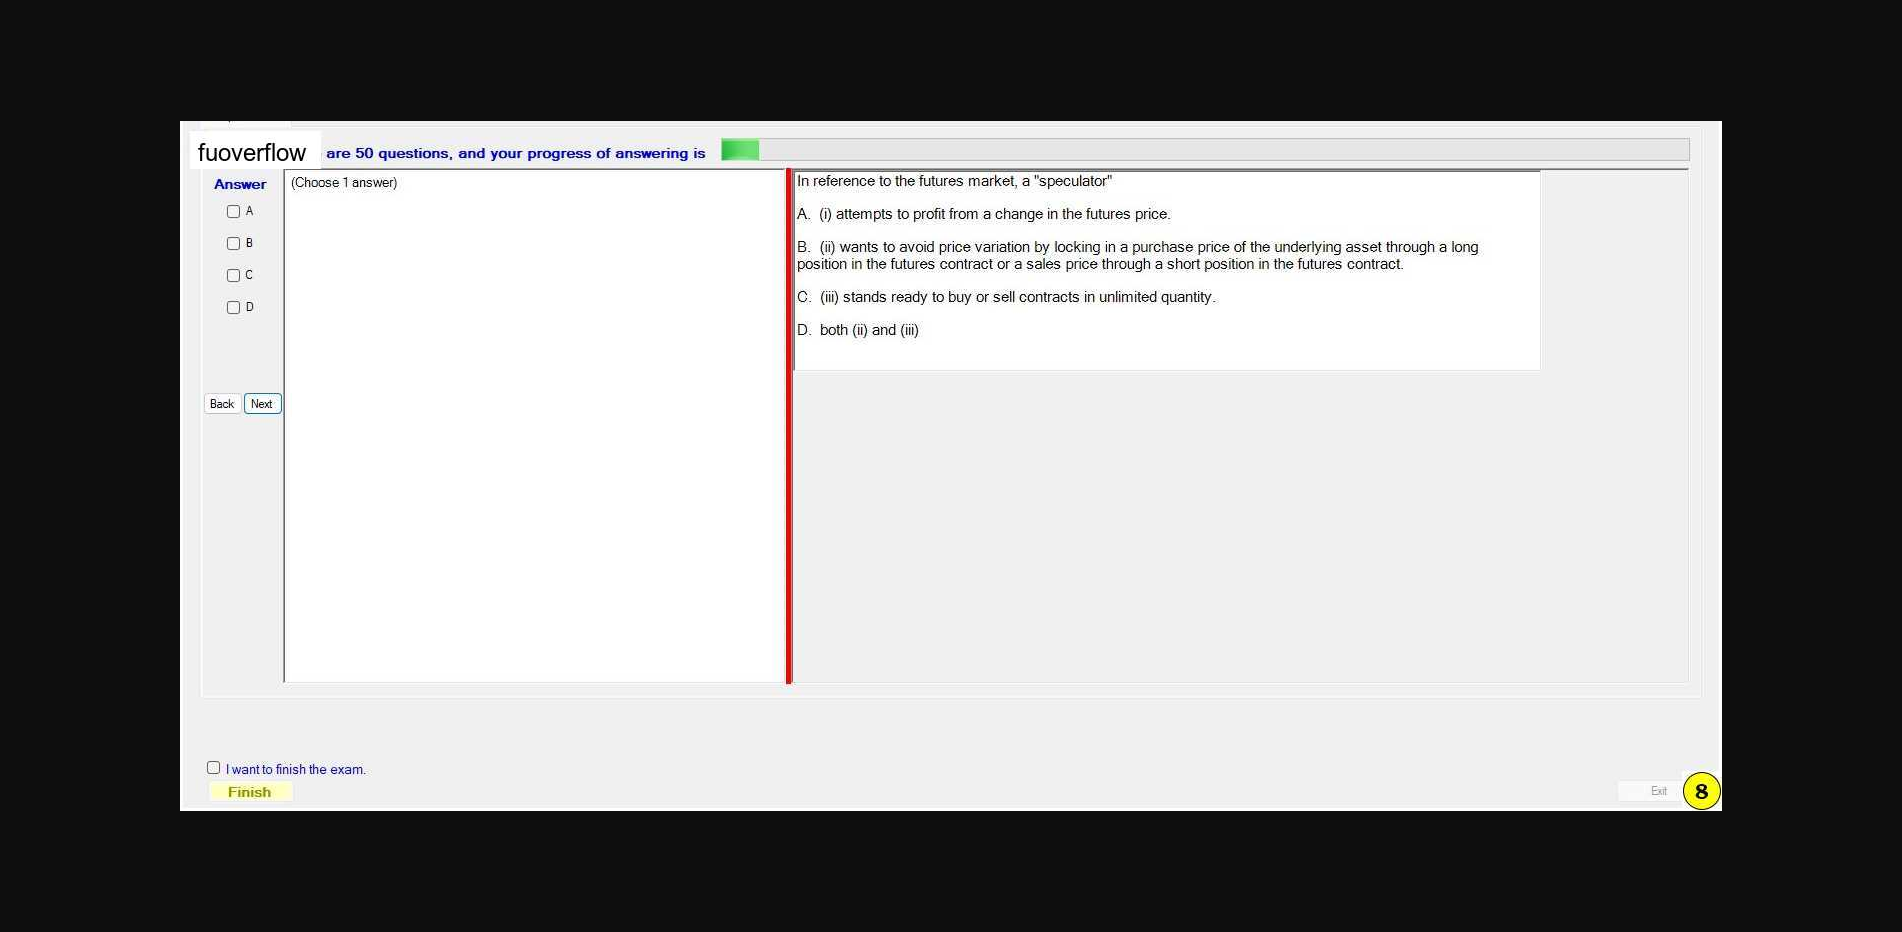 fuoverflow are 50 questions, and your progress of answering is
Answer
(Choose 1 answer)
A
B
C
D
Back Next
In reference to the futures market, a "speculator"
A. (i) attempts to profit from a change in the futures price.
B. (ii) wants to avoid price variation by locking in a purchase price of the underlying asset through a long
position in the futures contract or a sales price through a short position in the futures contract.
C. (iii) stands ready to buy or sell contracts in unlimited quantity.
D. both (ii) and (iii)
I want to finish the exam.
Finish
Exit
8